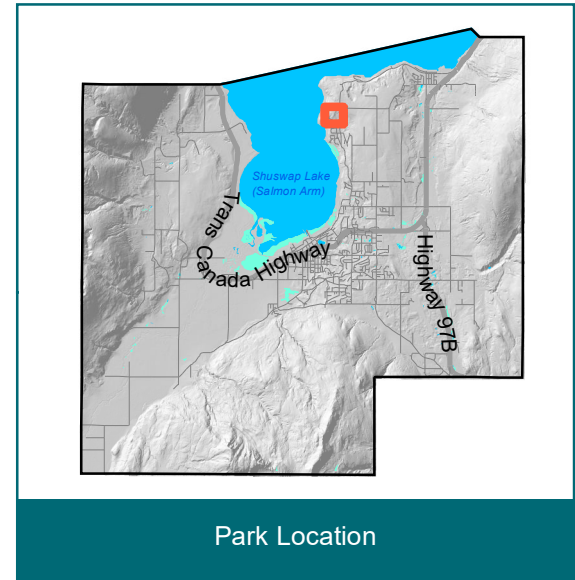 Shuswap Lake
(Salmon Arm)
Trans Canada Highway
Highway 97B
Park Location